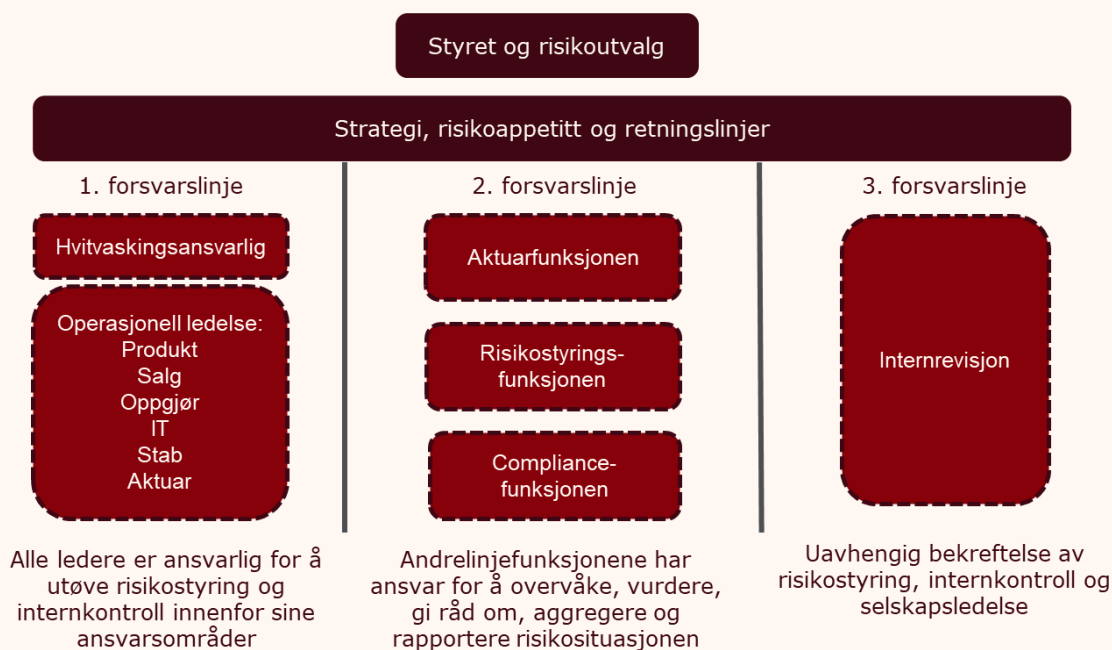 Styret og risikoutvalg
Strategi, risikoappetitt og retningslinjer
1. forsvarslinje
Hvitvaskingsansvarlig
Operasjonell ledelse:
Produkt
Salg
Oppgjør
IT
Stab
Aktuar
Alle ledere er ansvarlig for å
utøve risikostyring og
internkontroll innenfor sine
ansvarsområder
2. forsvarslinje
Aktuarfunksjonen
Risikostyrings-
funksjonen
Compliance-
funksjonen
Andrelinjefunksjonene har
ansvar for å overvåke, vurdere,
gi råd om, aggregere og
rapportere risikosituasjonen
3. forsvarslinje
Internrevisjon
Uavhengig bekreftelse av
risikostyring, internkontroll og
selskapsledelse